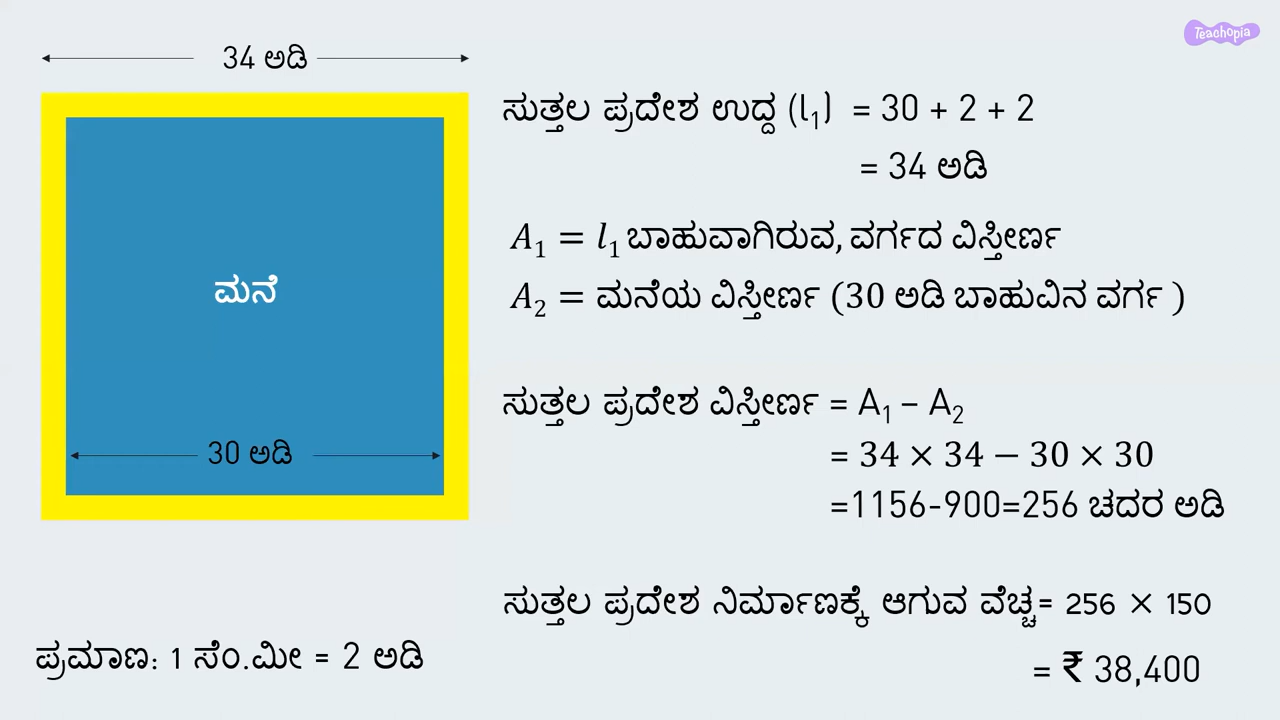 Teachopia
34 ಅಡಿ
ಮನೆ
30 ಅಡಿ
ಪ್ರಮಾಣ: 1 ಸೆಂ.ಮೀ = 2 ಅಡಿ
ಸುತ್ತಲ ಪ್ರದೇಶ ಉದ್ದ (l₁) = 30 + 2 + 2
= 34 ಅಡಿ
A₁ = l₁ ಬಾಹುವಾಗಿರುವ, ವರ್ಗದ ವಿಸ್ತೀರ್ಣ
A₂ = ಮನೆಯ ವಿಸ್ತೀರ್ಣ (30 ಅಡಿ ಬಾಹುವಿನ ವರ್ಗ )
ಸುತ್ತಲ ಪ್ರದೇಶ ವಿಸ್ತೀರ್ಣ = A₁ – A₂
= 34 × 34 − 30 × 30
=1156-900=256 ಚದರ ಅಡಿ
ಸುತ್ತಲ ಪ್ರದೇಶ ನಿರ್ಮಾಣಕ್ಕೆ ಆಗುವ ವೆಚ್ಚ= 256 × 150
= ₹ 38,400